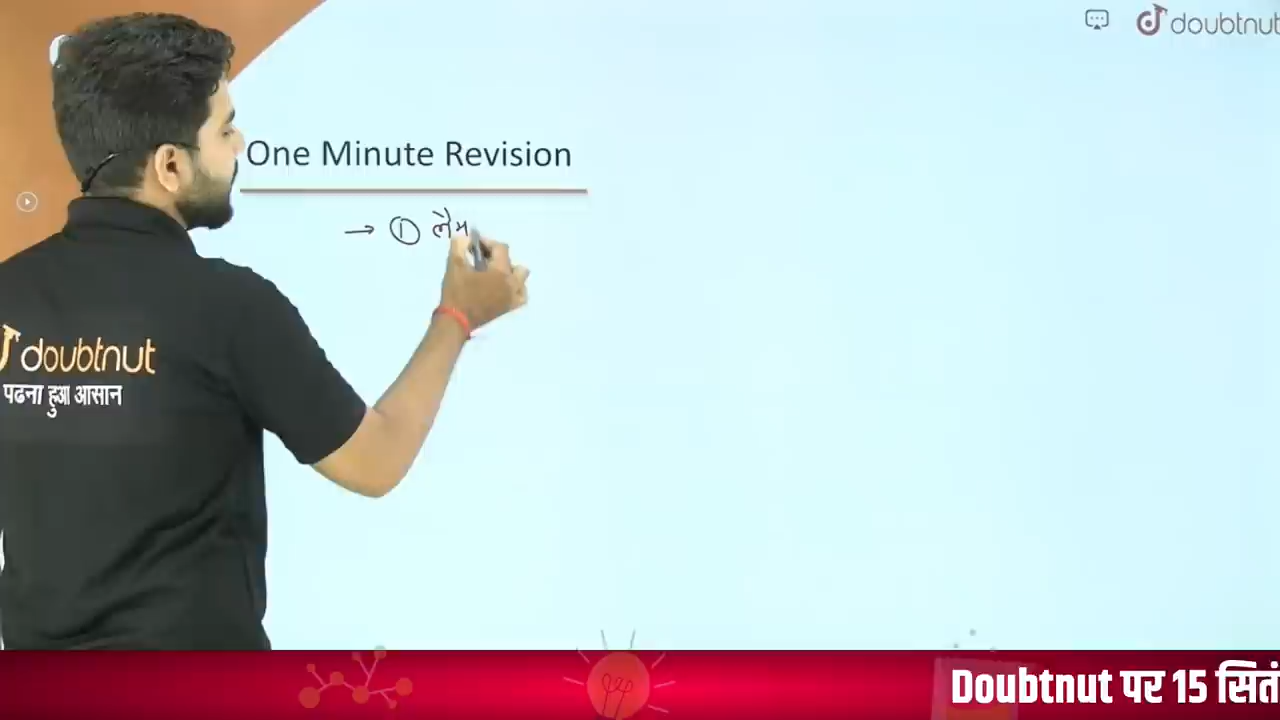 doubtnut
One Minute Revision
→ ① लैम
doubtnut
पढना हुआ आसान
Doubtnut पर 15 सितं